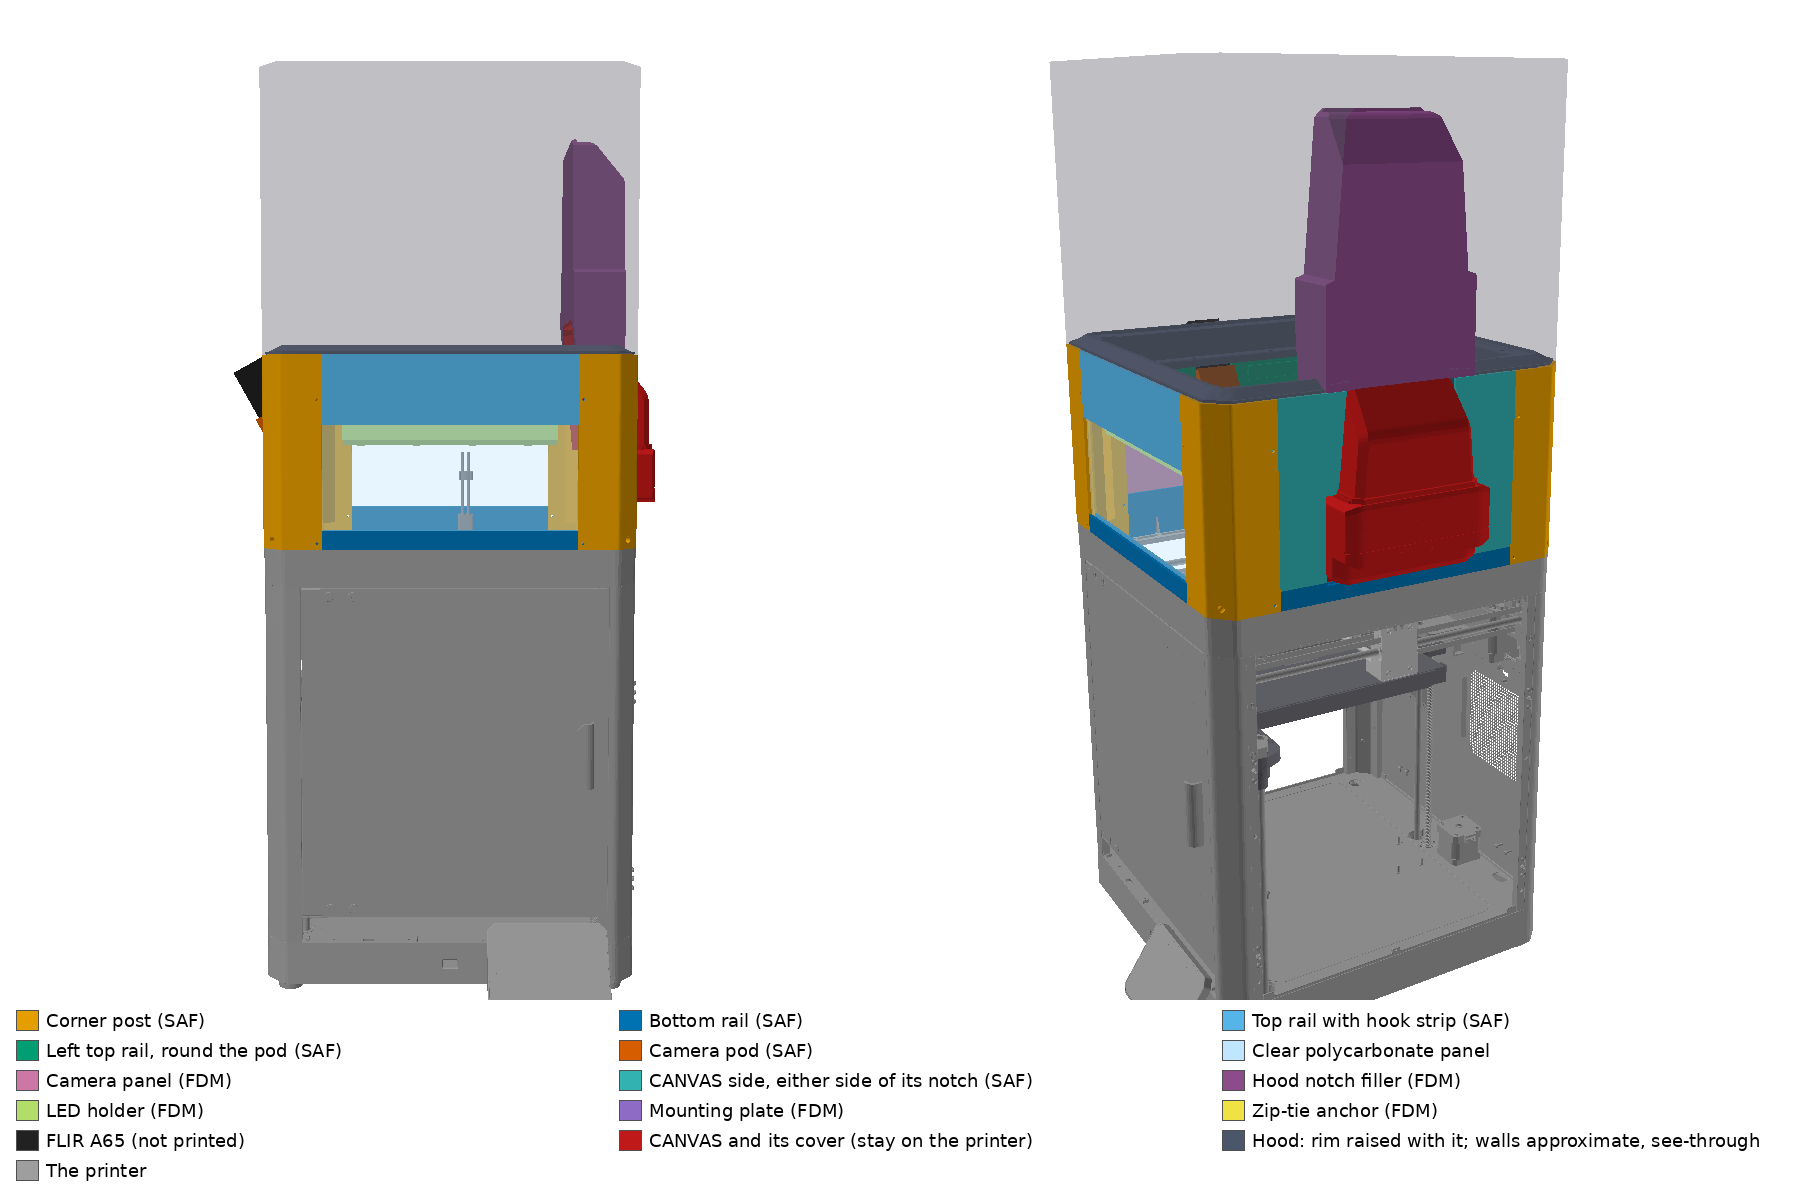 Corner post (SAF)
Bottom rail (SAF)
Top rail with hook strip (SAF)
Left top rail, round the pod (SAF)
Camera pod (SAF)
Clear polycarbonate panel
Camera panel (FDM)
CANVAS side, either side of its notch (SAF)
Hood notch filler (FDM)
LED holder (FDM)
Mounting plate (FDM)
Zip-tie anchor (FDM)
FLIR A65 (not printed)
CANVAS and its cover (stay on the printer)
Hood: rim raised with it; walls approximate, see-through
The printer